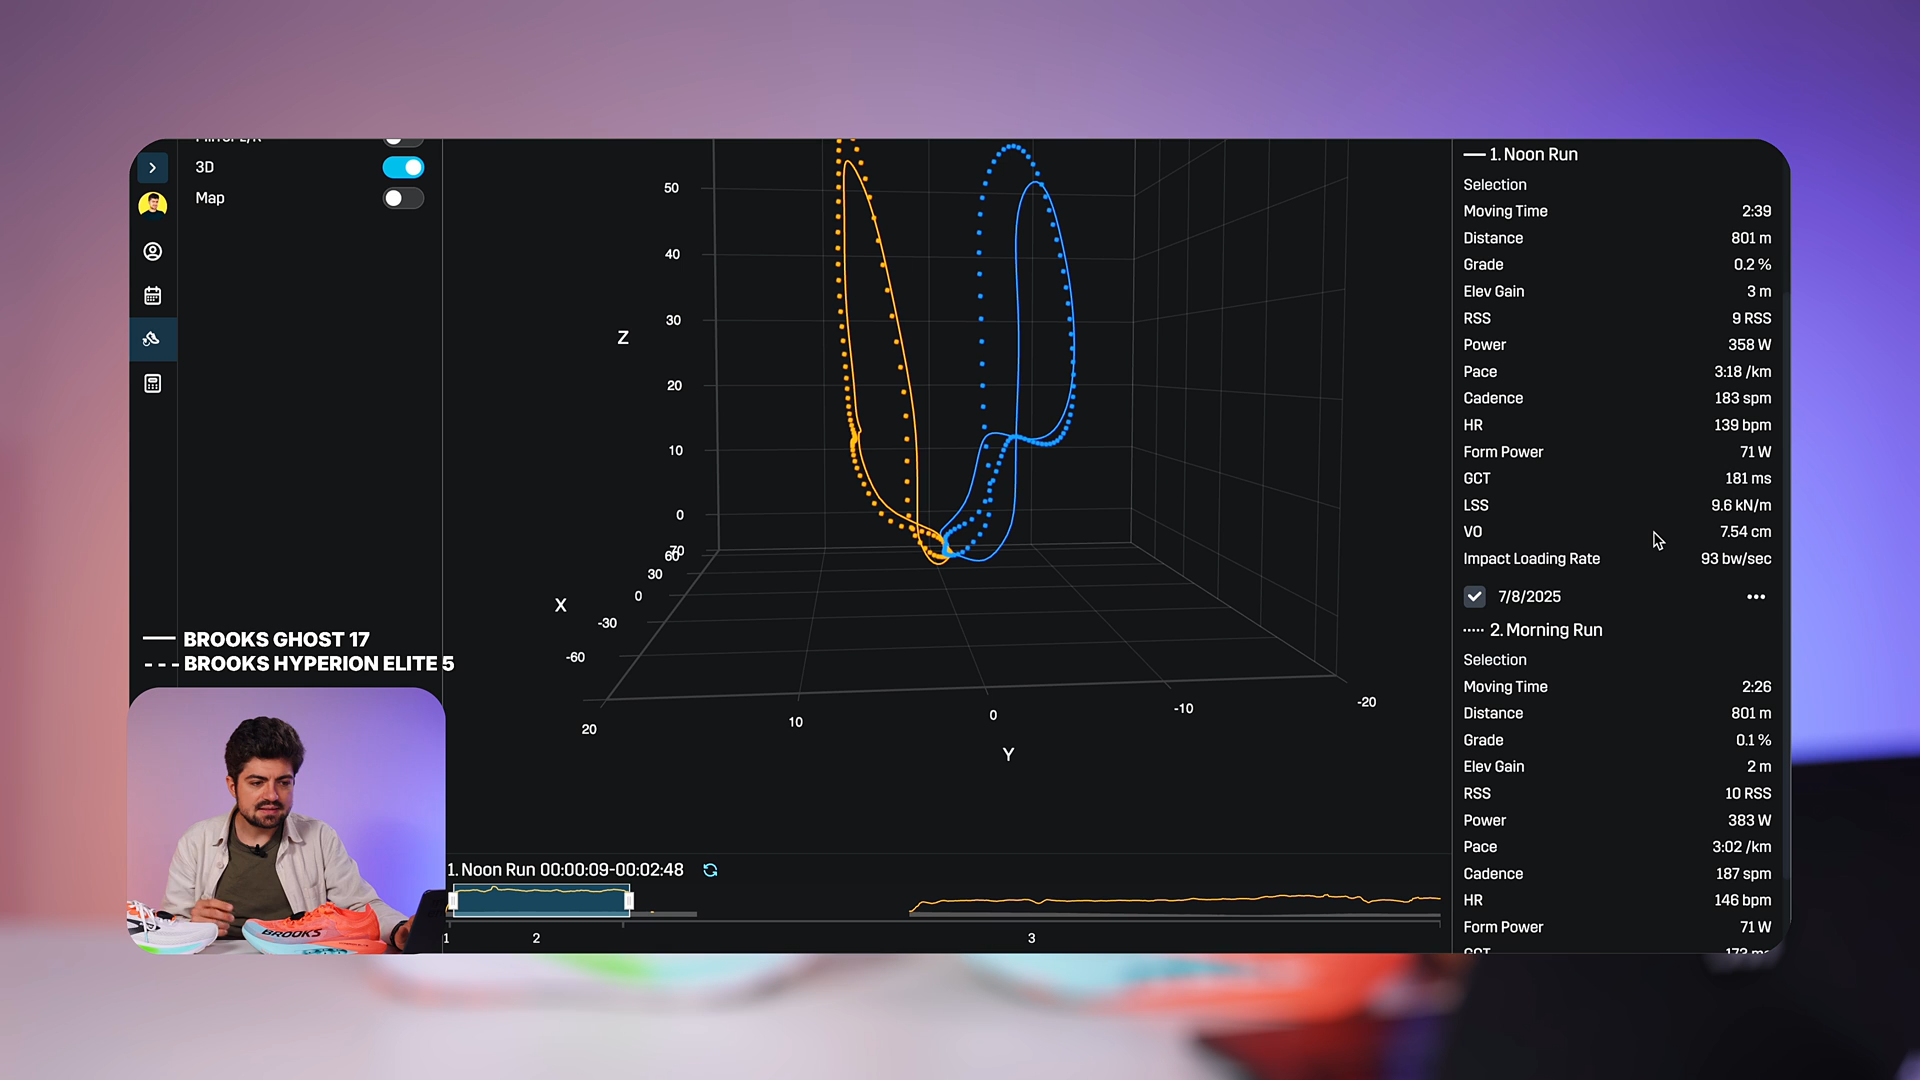 3D
Map
50
40
30
20
10
0
70
60
30
0
-30
-60
Z
X
20
10
0
-10
-20
Y
BROOKS GHOST 17
BROOKS HYPERION ELITE 5
BROOKS
1. Noon Run 00:00:09-00:02:48
1
2
3
1. Noon Run
Selection
Moving Time 2:39
Distance 801 m
Grade 0.2 %
Elev Gain 3 m
RSS 9 RSS
Power 358 W
Pace 3:18 /km
Cadence 183 spm
HR 139 bpm
Form Power 71 W
GCT 181 ms
LSS 9.6 kN/m
VO 7.54 cm
Impact Loading Rate 93 bw/sec
7/8/2025
2. Morning Run
Selection
Moving Time 2:26
Distance 801 m
Grade 0.1 %
Elev Gain 2 m
RSS 10 RSS
Power 383 W
Pace 3:02 /km
Cadence 187 spm
HR 146 bpm
Form Power 71 W